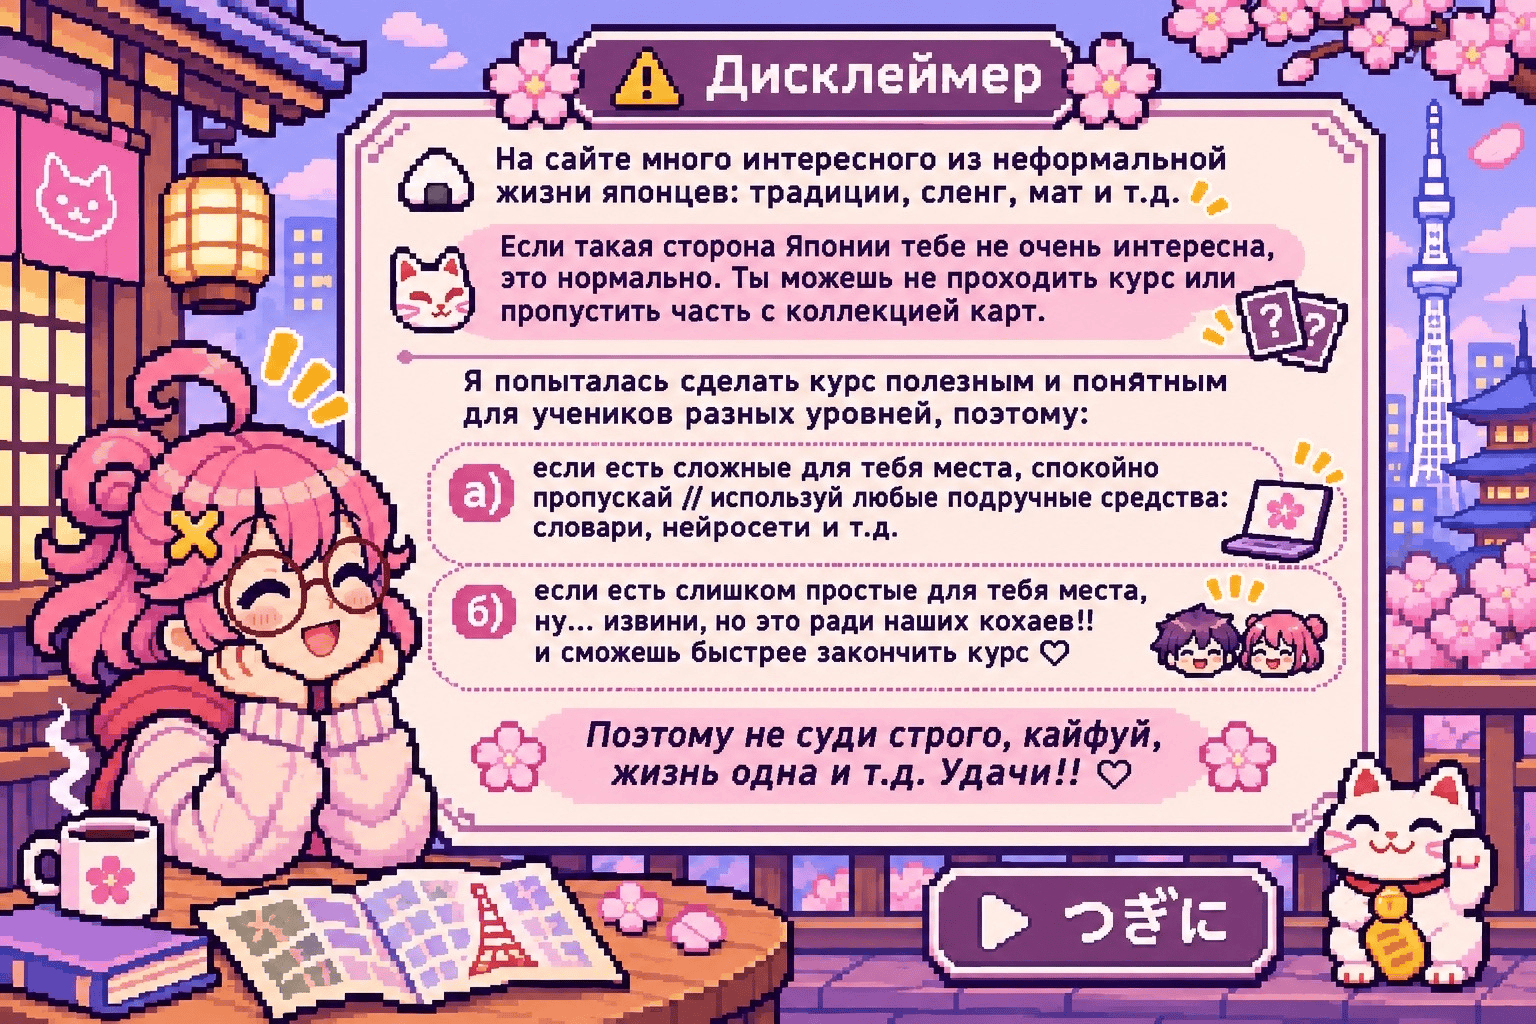 Дисклеймер
На сайте много интересного из неформальной
жизни японцев: традиции, сленг, мат и т.д.
Если такая сторона Японии тебе не очень интересна,
это нормально. Ты можешь не проходить курс или
пропустить часть с коллекцией карт.
? ?
Я попыталась сделать курс полезным и понятным
для учеников разных уровней, поэтому:
а) если есть сложные для тебя места, спокойно
пропускай // используй любые подручные средства:
словари, нейросети и т.д.
б) если есть слишком простые для тебя места,
ну... извини, но это ради наших кохаев!!
и сможешь быстрее закончить курс ♡
Поэтому не суди строго, кайфуй,
жизнь одна и т.д. Удачи!! ♡
つぎに